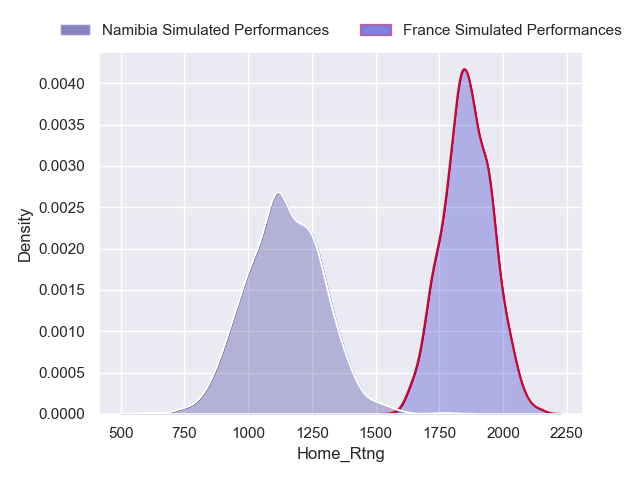 Namibia Simulated Performances
France Simulated Performances
0.0040
0.0035
0.0030
0.0025
0.0020
0.0015
0.0010
0.0005
0.0000
Density
500 750 1000 1250 1500 1750 2000 2250
Home_Rtng